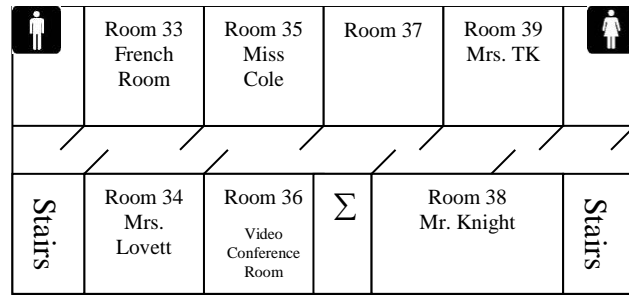 Room 33
French
Room
Room 35
Miss
Cole
Room 37
Room 39
Mrs. TK
Stairs
Room 34
Mrs.
Lovett
Room 36
Video
Conference
Room
Σ
Room 38
Mr. Knight
Stairs